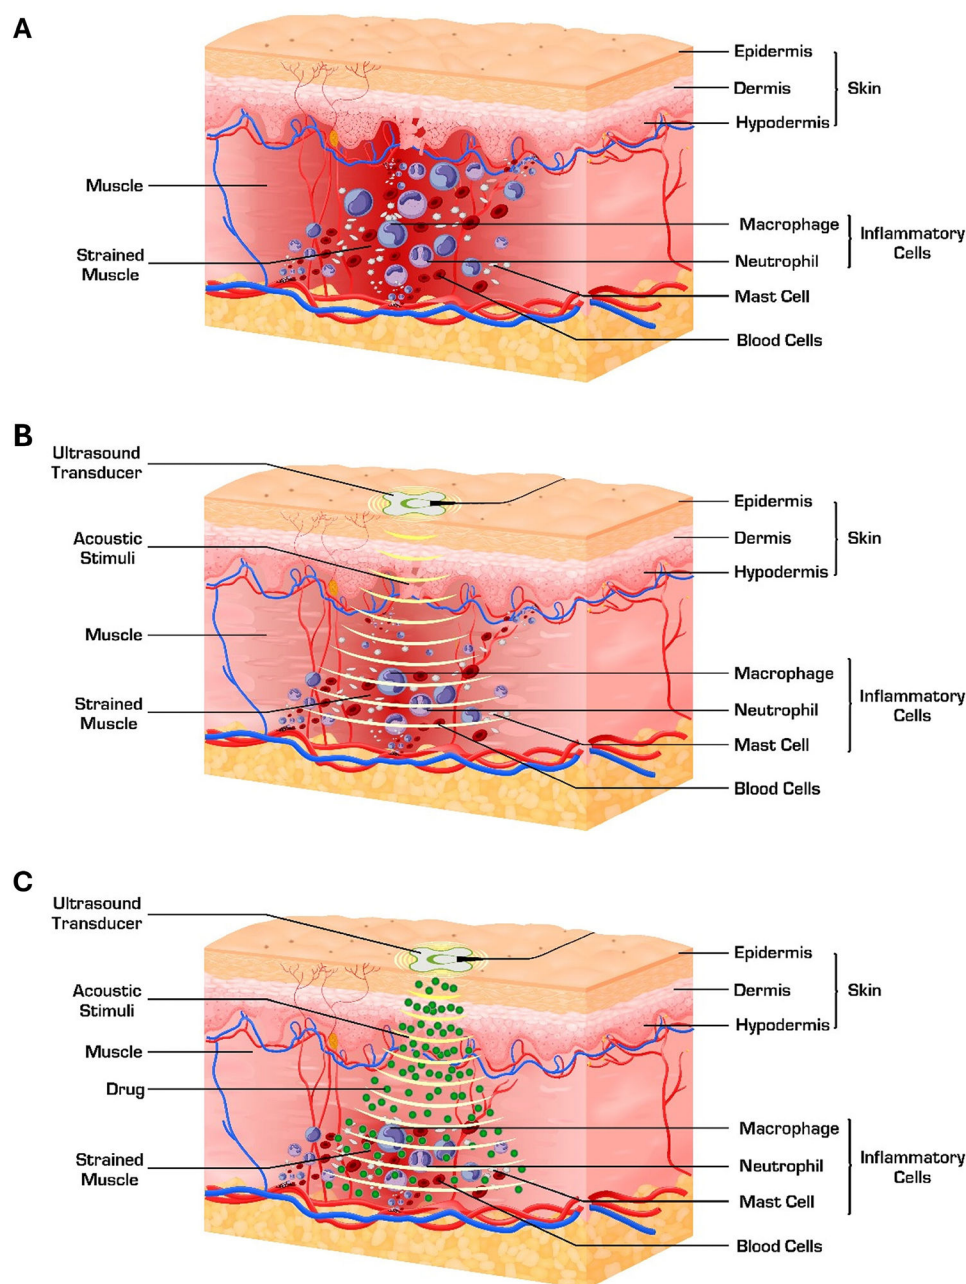 A
Epidermis
Dermis
Skin
Hypodermis
Muscle
Strained
Muscle
Macrophage
Neutrophil
Inflammatory
Cells
Mast Cell
Blood Cells
B
Ultrasound
Transducer
Acoustic
Stimuli
Muscle
Strained
Muscle
Epidermis
Dermis
Skin
Hypodermis
Macrophage
Neutrophil
Inflammatory
Cells
Mast Cell
Blood Cells
C
Ultrasound
Transducer
Acoustic
Stimuli
Muscle
Drug
Strained
Muscle
Epidermis
Dermis
Skin
Hypodermis
Macrophage
Neutrophil
Inflammatory
Cells
Mast Cell
Blood Cells